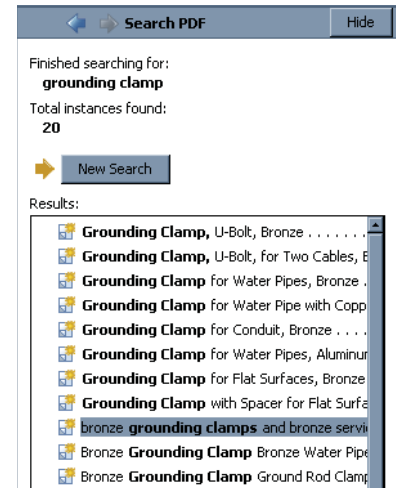 Search PDF
Hide
Finished searching for:
grounding clamp
Total instances found:
20
New Search
Results:
Grounding Clamp, U-Bolt, Bronze . . . . . . .
Grounding Clamp, U-Bolt, for Two Cables,
Grounding Clamp for Water Pipes, Bronze .
Grounding Clamp for Water Pipe with Copp
Grounding Clamp for Conduit, Bronze . . . .
Grounding Clamp for Water Pipes, Aluminur
Grounding Clamp for Flat Surfaces, Bronze
Grounding Clamp with Spacer for Flat Surfa
bronze grounding clamps and bronze servi
Bronze Grounding Clamp Bronze Water Pipe
Bronze Grounding Clamp Ground Rod Clamp